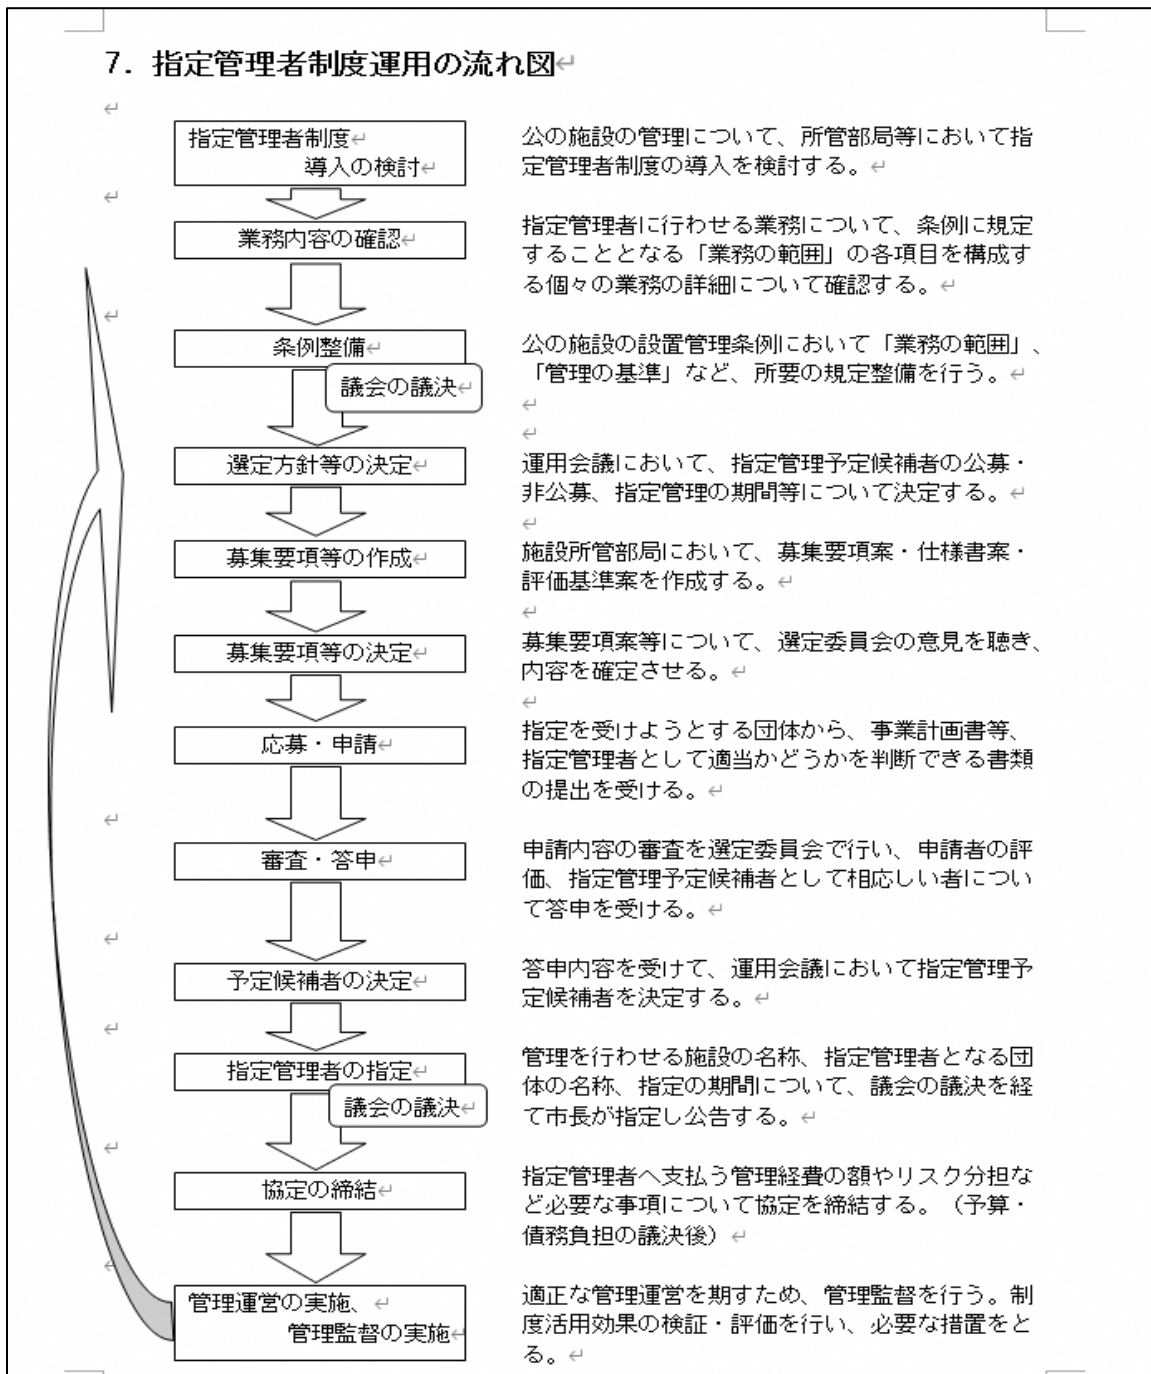 7．指定管理者制度運用の流れ図
指定管理者制度
導入の検討
公の施設の管理について、所管部局等において指
定管理者制度の導入を検討する。
業務内容の確認
指定管理者に行わせる業務について、条例に規定
することとなる「業務の範囲」の各項目を構成す
る個々の業務の詳細について確認する。
条例整備
議会の議決
公の施設の設置管理条例において「業務の範囲」、
「管理の基準」など、所要の規定整備を行う。
選定方針等の決定
運用会議において、指定管理予定候補者の公募・
非公募、指定管理の期間等について決定する。
募集要項等の作成
施設所管部局において、募集要項案・仕様書案・
評価基準案を作成する。
募集要項等の決定
募集要項案等について、選定委員会の意見を聴き、
内容を確定させる。
応募・申請
指定を受けようとする団体から、事業計画書等、
指定管理者として適当かどうかを判断できる書類
の提出を受ける。
審査・答申
申請内容の審査を選定委員会で行い、申請者の評
価、指定管理予定候補者として相応しい者につい
て答申を受ける。
予定候補者の決定
答申内容を受けて、運用会議において指定管理予
定候補者を決定する。
指定管理者の指定
議会の議決
管理を行わせる施設の名称、指定管理者となる団
体の名称、指定の期間について、議会の議決を経
て市長が指定し公告する。
協定の締結
指定管理者へ支払う管理経費の額やリスク分担な
ど必要な事項について協定を締結する。（予算・
債務負担の議決後）
管理運営の実施、
管理監督の実施
適正な管理運営を期すため、管理監督を行う。制
度活用効果の検証・評価を行い、必要な措置をと
る。